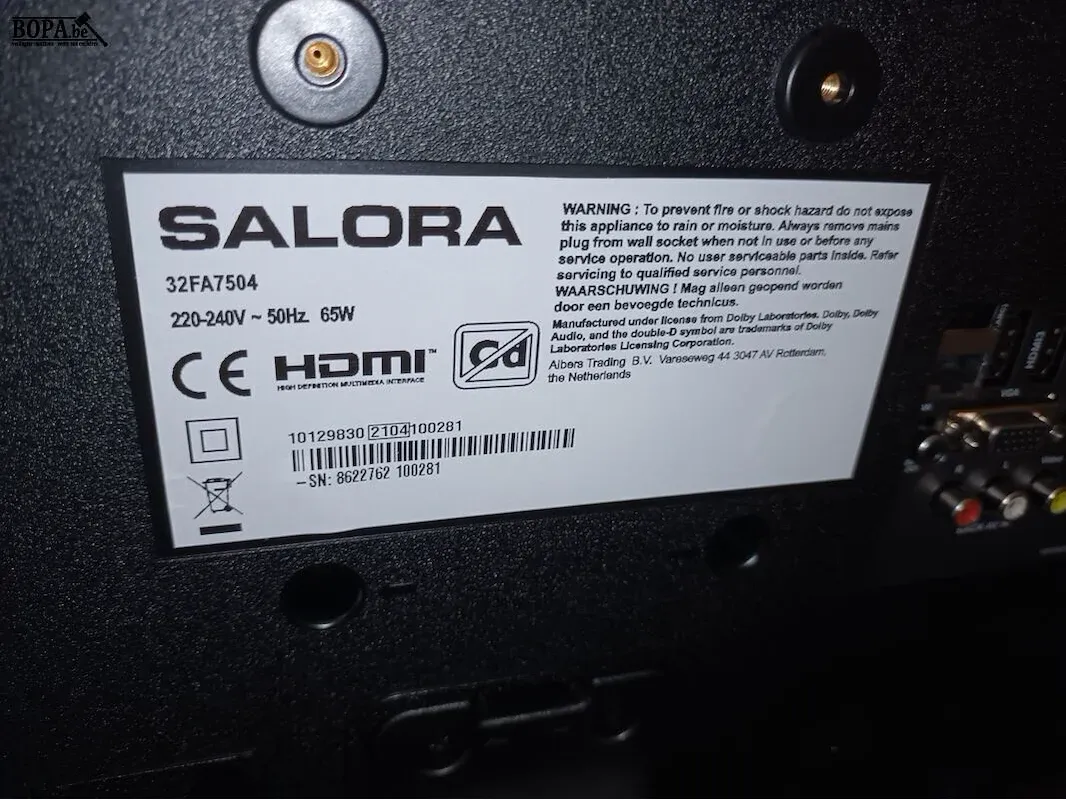 BOPA.be
SALORA
32FA7504
220-240V ~ 50Hz. 65W
CE HDMI™ Cd
HIGH DEFINITION MULTIMEDIA INTERFACE
10129830 2104 100281
-SN: 8622762 100281
WARNING : To prevent fire or shock hazard do not expose
this appliance to rain or moisture. Always remove mains
plug from wall socket when not in use or before any
service operation. No user serviceable parts inside. Refer
servicing to qualified service personnel.
WAARSCHUWING ! Mag alleen geopend worden
door een bevoegde technicus.
Manufactured under license from Dolby Laboratories. Dolby, Dolby
Audio, and the double-D symbol are trademarks of Dolby
Laboratories Licensing Corporation.
Albers Trading B.V. Vareseweg 44 3047 AV Rotterdam,
the Netherlands
VGA